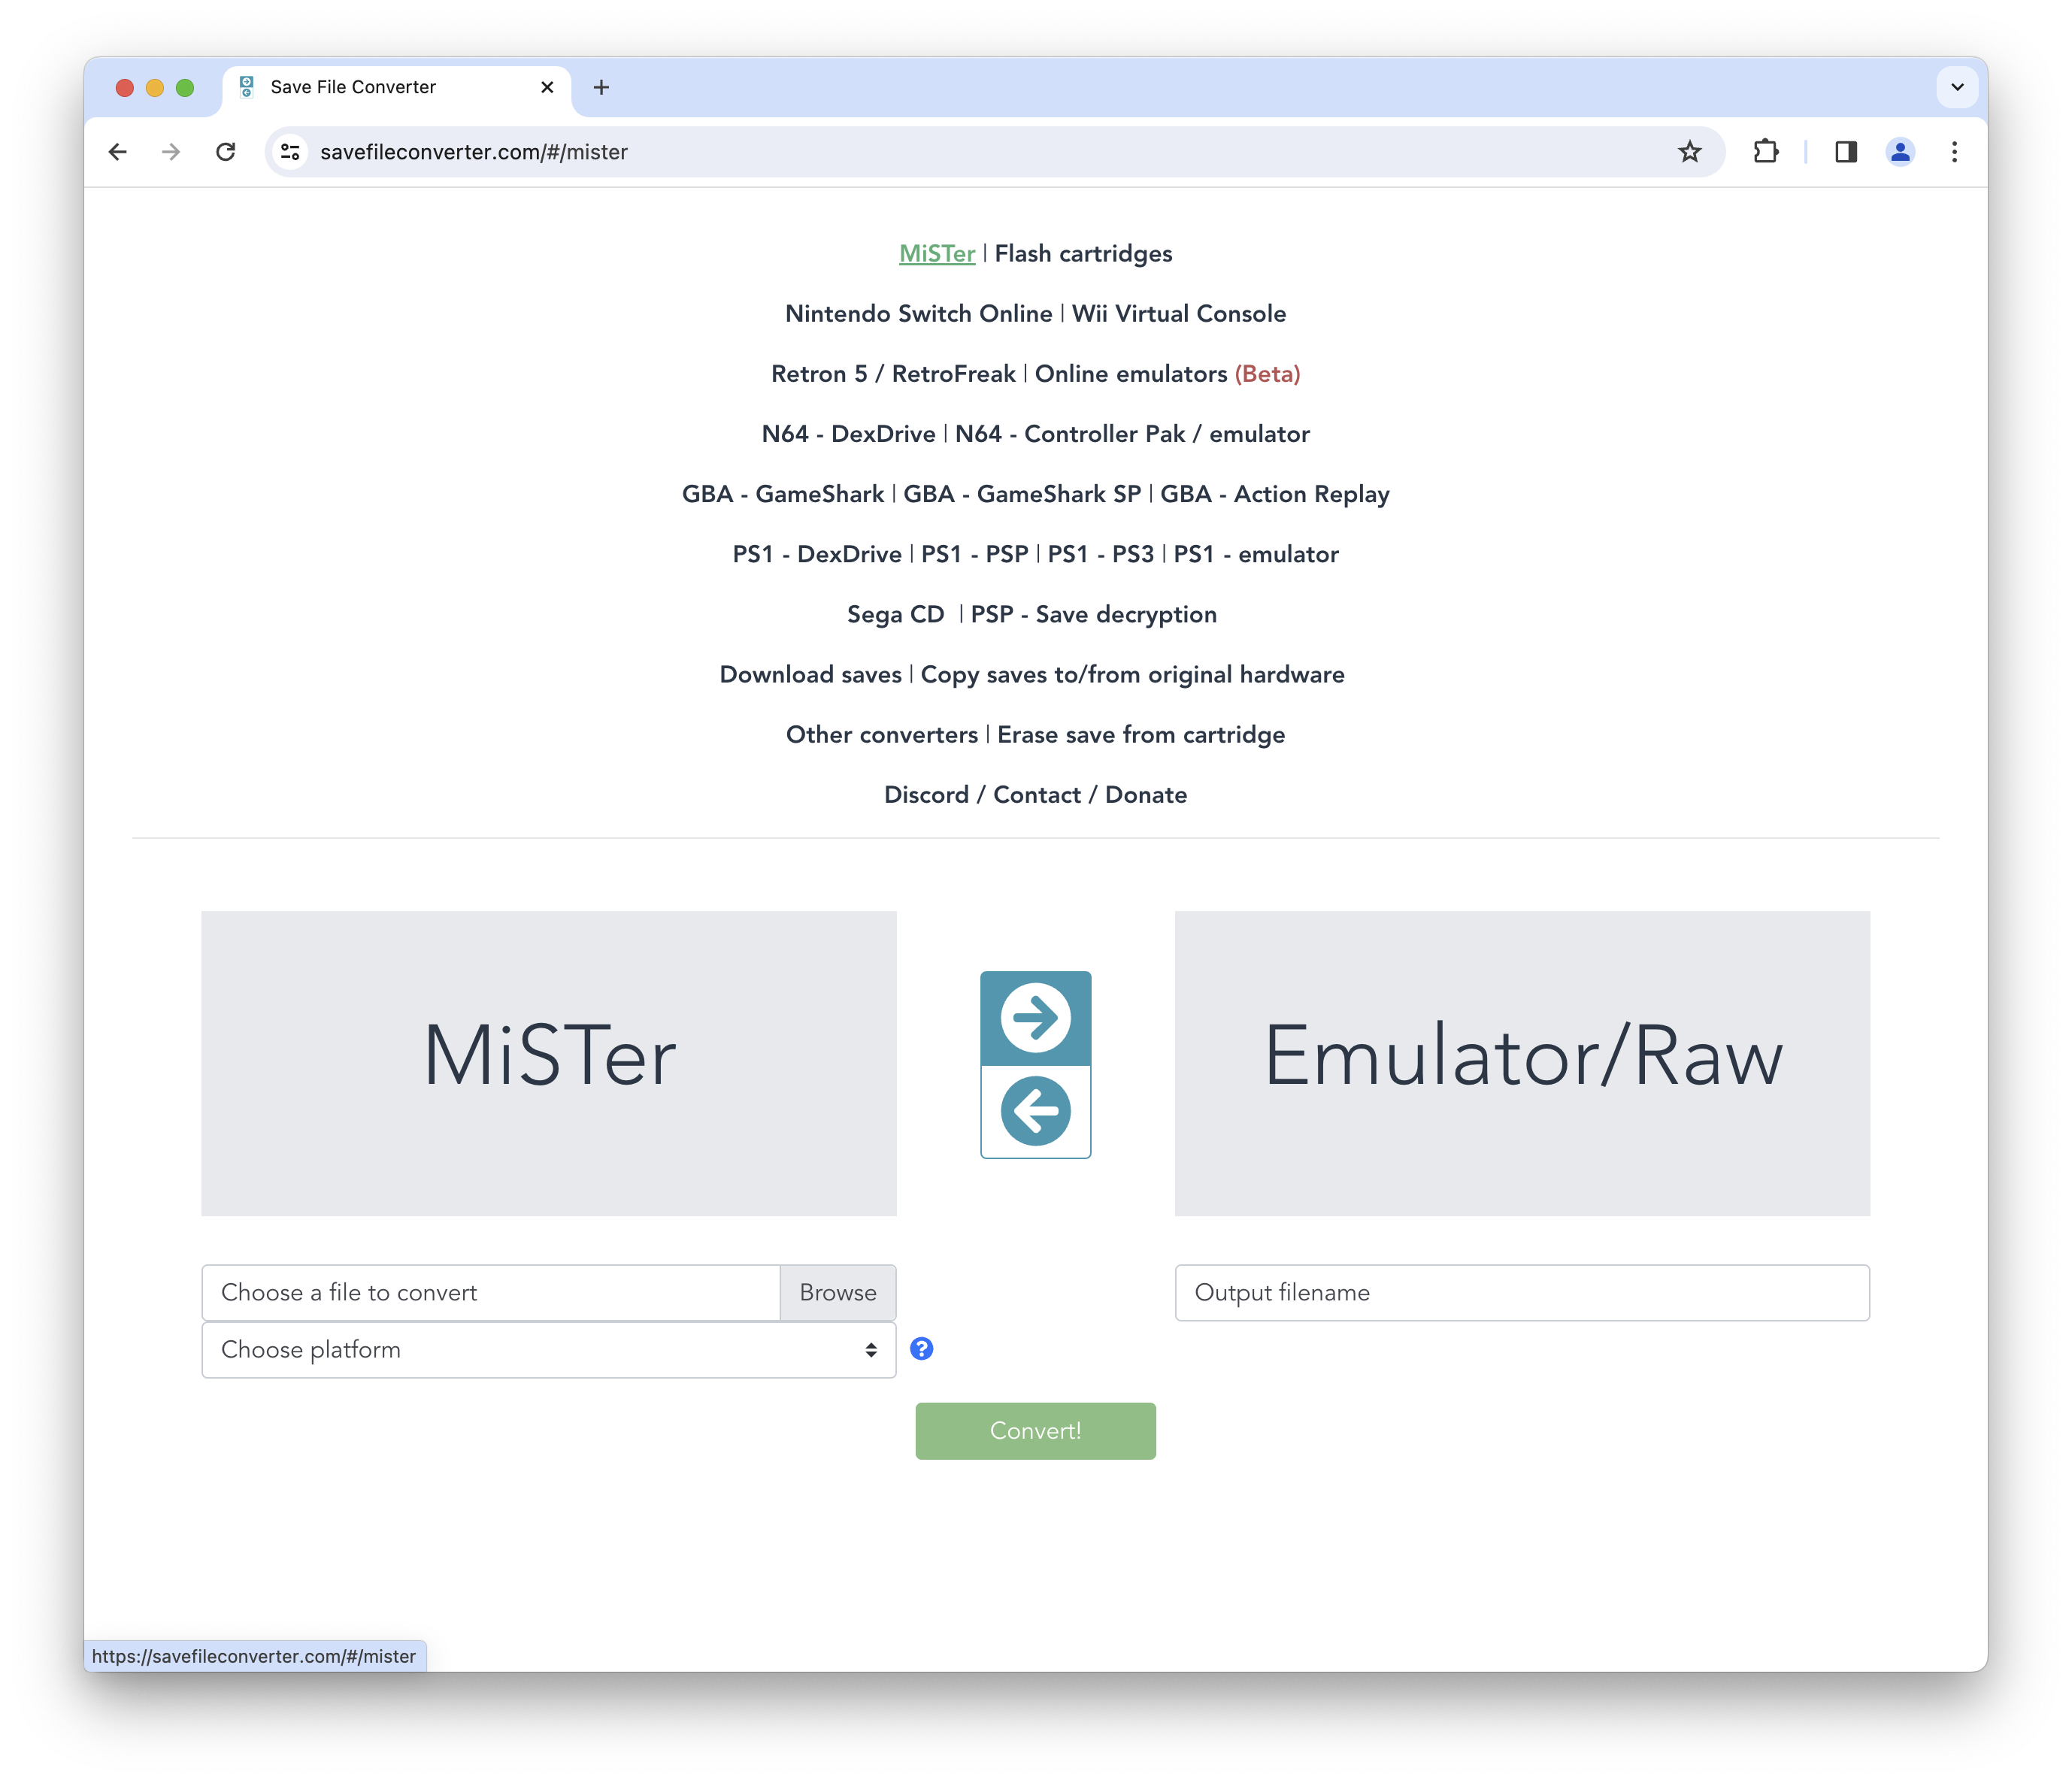 Save File Converter
savefileconverter.com/#/mister
MiSTer | Flash cartridges
Nintendo Switch Online | Wii Virtual Console
Retron 5 / RetroFreak | Online emulators (Beta)
N64 - DexDrive | N64 - Controller Pak / emulator
GBA - GameShark | GBA - GameShark SP | GBA - Action Replay
PS1 - DexDrive | PS1 - PSP | PS1 - PS3 | PS1 - emulator
Sega CD | PSP - Save decryption
Download saves | Copy saves to/from original hardware
Other converters | Erase save from cartridge
Discord / Contact / Donate
MiSTer
Emulator/Raw
Choose a file to convert Browse
Output filename
Choose platform
?
Convert!
https://savefileconverter.com/#/mister